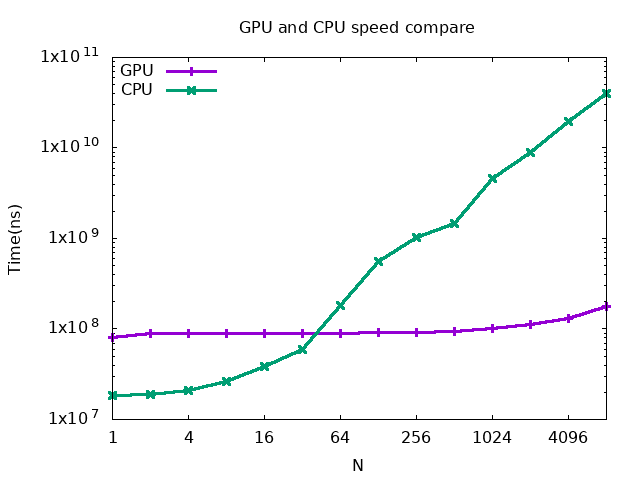 GPU and CPU speed compare
1x10^11
1x10^10
1x10^9
1x10^8
1x10^7
Time(ns)
GPU
CPU
1 4 16 64 256 1024 4096
N